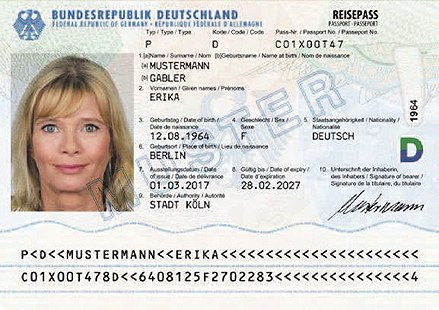 BUNDESREPUBLIK DEUTSCHLAND
FEDERAL REPUBLIC OF GERMANY · RÉPUBLIQUE FÉDÉRALE D'ALLEMAGNE
REISEPASS
PASSPORT · PASSEPORT
Typ / Type / Type Kode / Code / Code Pass-Nr. / Passport No. / Passeport No.
P D C01X00T47
1.[a]Name / Surname / Nom [b]Geburtsname / Name at birth / Nom de naissance
[a] MUSTERMANN
[b] GABLER
2. Vornamen / Given names / Prénoms
ERIKA
3. Geburtstag / Date of birth / Date de naissance
12.08.1964
4. Geschlecht / Sex / Sexe
F
5. Staatsangehörigkeit / Nationality / Nationalité
DEUTSCH
6. Geburtsort / Place of birth / Lieu de naissance
BERLIN
7. Ausstellungsdatum / Date of issue / Date de délivrance
01.03.2017
8. Gültig bis / Date of expiry / Date d'expiration
28.02.2027
9. Behörde / Authority / Autorité
STADT KÖLN
10. Unterschrift der Inhaberin, des Inhabers / Signature of bearer / Signature de la titulaire, du titulaire
Mustermann
1964
D
MUSTER
P<D<<MUSTERMANN<<ERIKA<<<<<<<<<<<<<<<<<<<<<<
C01X00T478D<<6408125F2702283<<<<<<<<<<<<<<<4